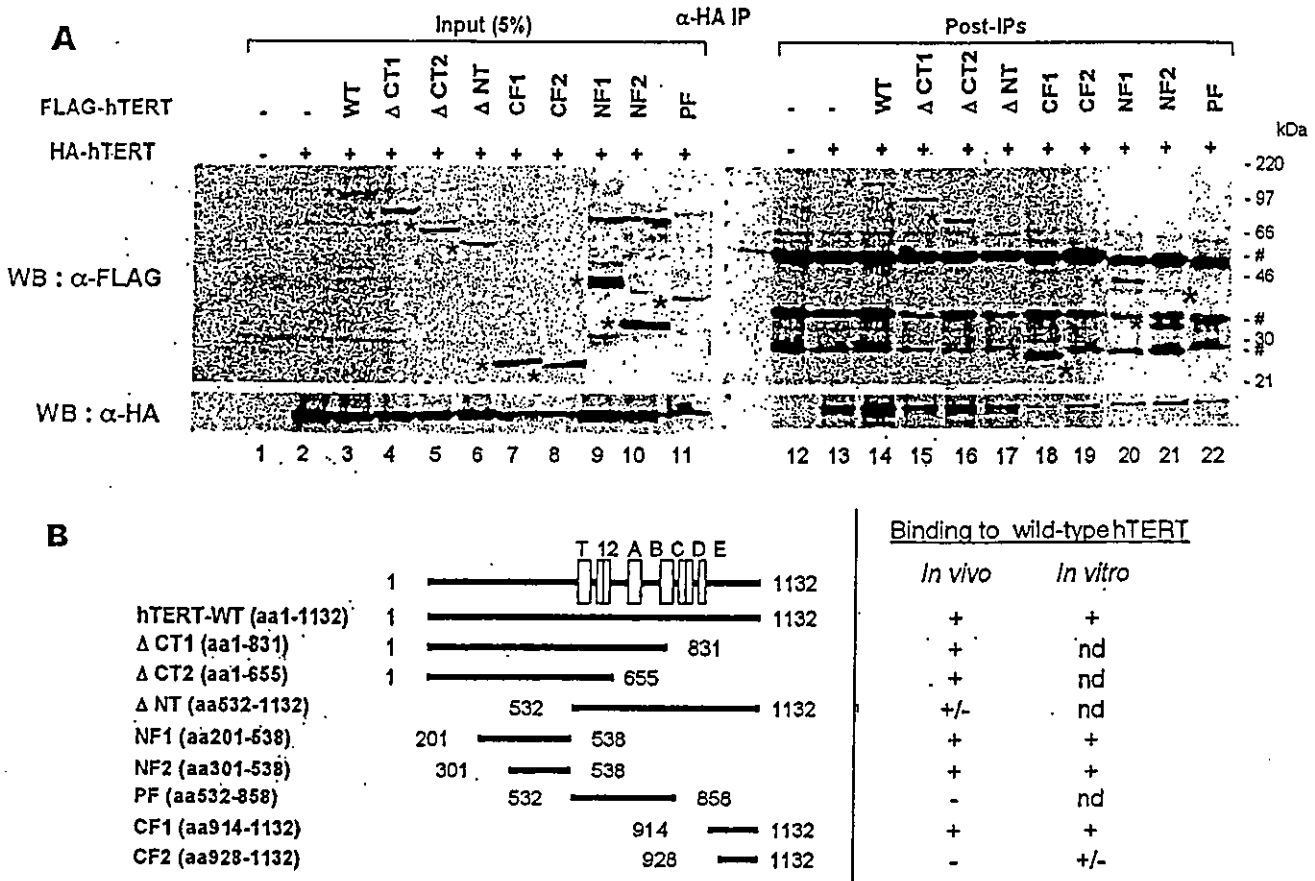 A
Input (5%) α-HA IP Post-IPs
FLAG-hTERT - - WT Δ CT1 Δ CT2 Δ NT CF1 CF2 NF1 NF2 PF - - WT Δ CT1 Δ CT2 Δ NT CF1 CF2 NF1 NF2 PF
kDa
HA-hTERT - + + + + + + + + + + - + + + + + + + + + +
- 220
- 97
- 66
- #
WB : α-FLAG
- 46
- #
- 30
- #
- 21
WB : α-HA
1 2 3 4 5 6 7 8 9 10 11 12 13 14 15 16 17 18 19 20 21 22
B
Binding to wild-typehTERT
T 12 A B C D E
In vivo In vitro
1 1132
hTERT-WT (aa1-1132) 1 1132 + +
Δ CT1 (aa1-831) 1 831 + nd
Δ CT2 (aa1-655) 1 655 + nd
Δ NT (aa532-1132) 532 1132 +/- nd
NF1 (aa201-538) 201 538 + +
NF2 (aa301-538) 301 538 + +
PF (aa532-858) 532 858 - nd
CF1 (aa914-1132) 914 1132 + +
CF2 (aa928-1132) 928 1132 - +/-